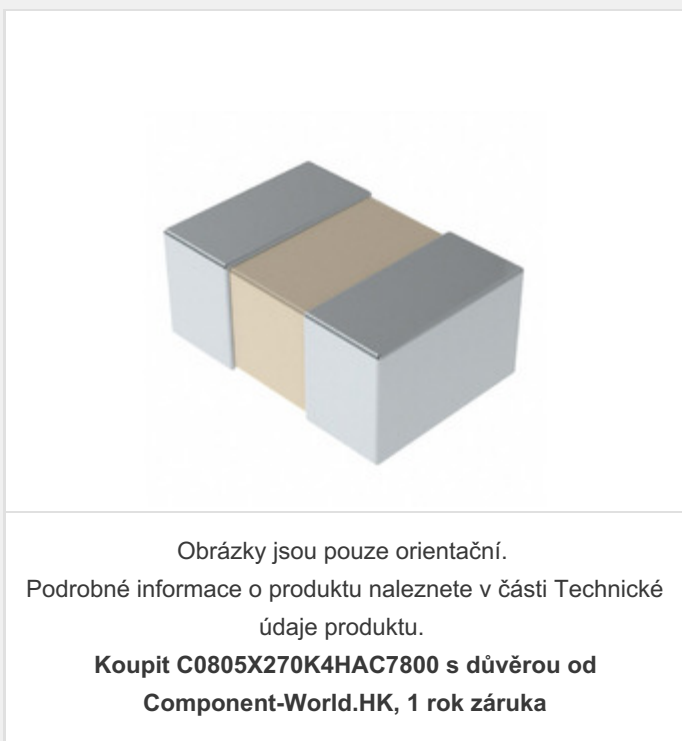 Obrázky jsou pouze orientační.
Podrobné informace o produktu naleznete v části Technické
údaje produktu.
Koupit C0805X270K4HAC7800 s důvěrou od
Component-World.HK, 1 rok záruka